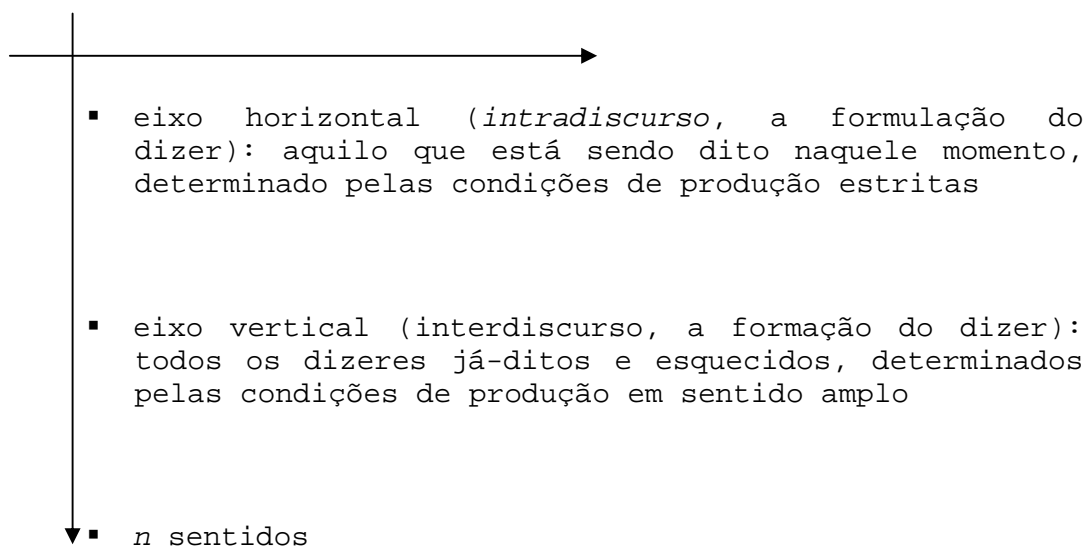 ▪ eixo horizontal (intradiscurso, a formulação do
dizer): aquilo que está sendo dito naquele momento,
determinado pelas condições de produção estritas
▪ eixo vertical (interdiscurso, a formação do dizer):
todos os dizeres já-ditos e esquecidos, determinados
pelas condições de produção em sentido amplo
▪ n sentidos